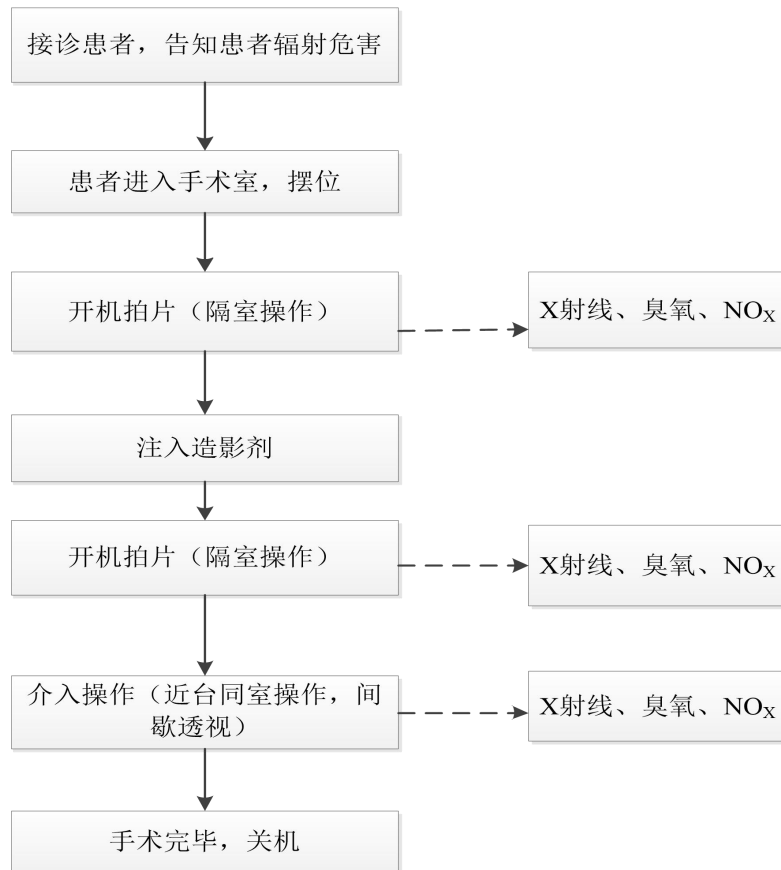 接诊患者，告知患者辐射危害
患者进入手术室，摆位
开机拍片（隔室操作）
X射线、臭氧、NOX
注入造影剂
开机拍片（隔室操作）
X射线、臭氧、NOX
介入操作（近台同室操作，间
歇透视）
X射线、臭氧、NOX
手术完毕，关机